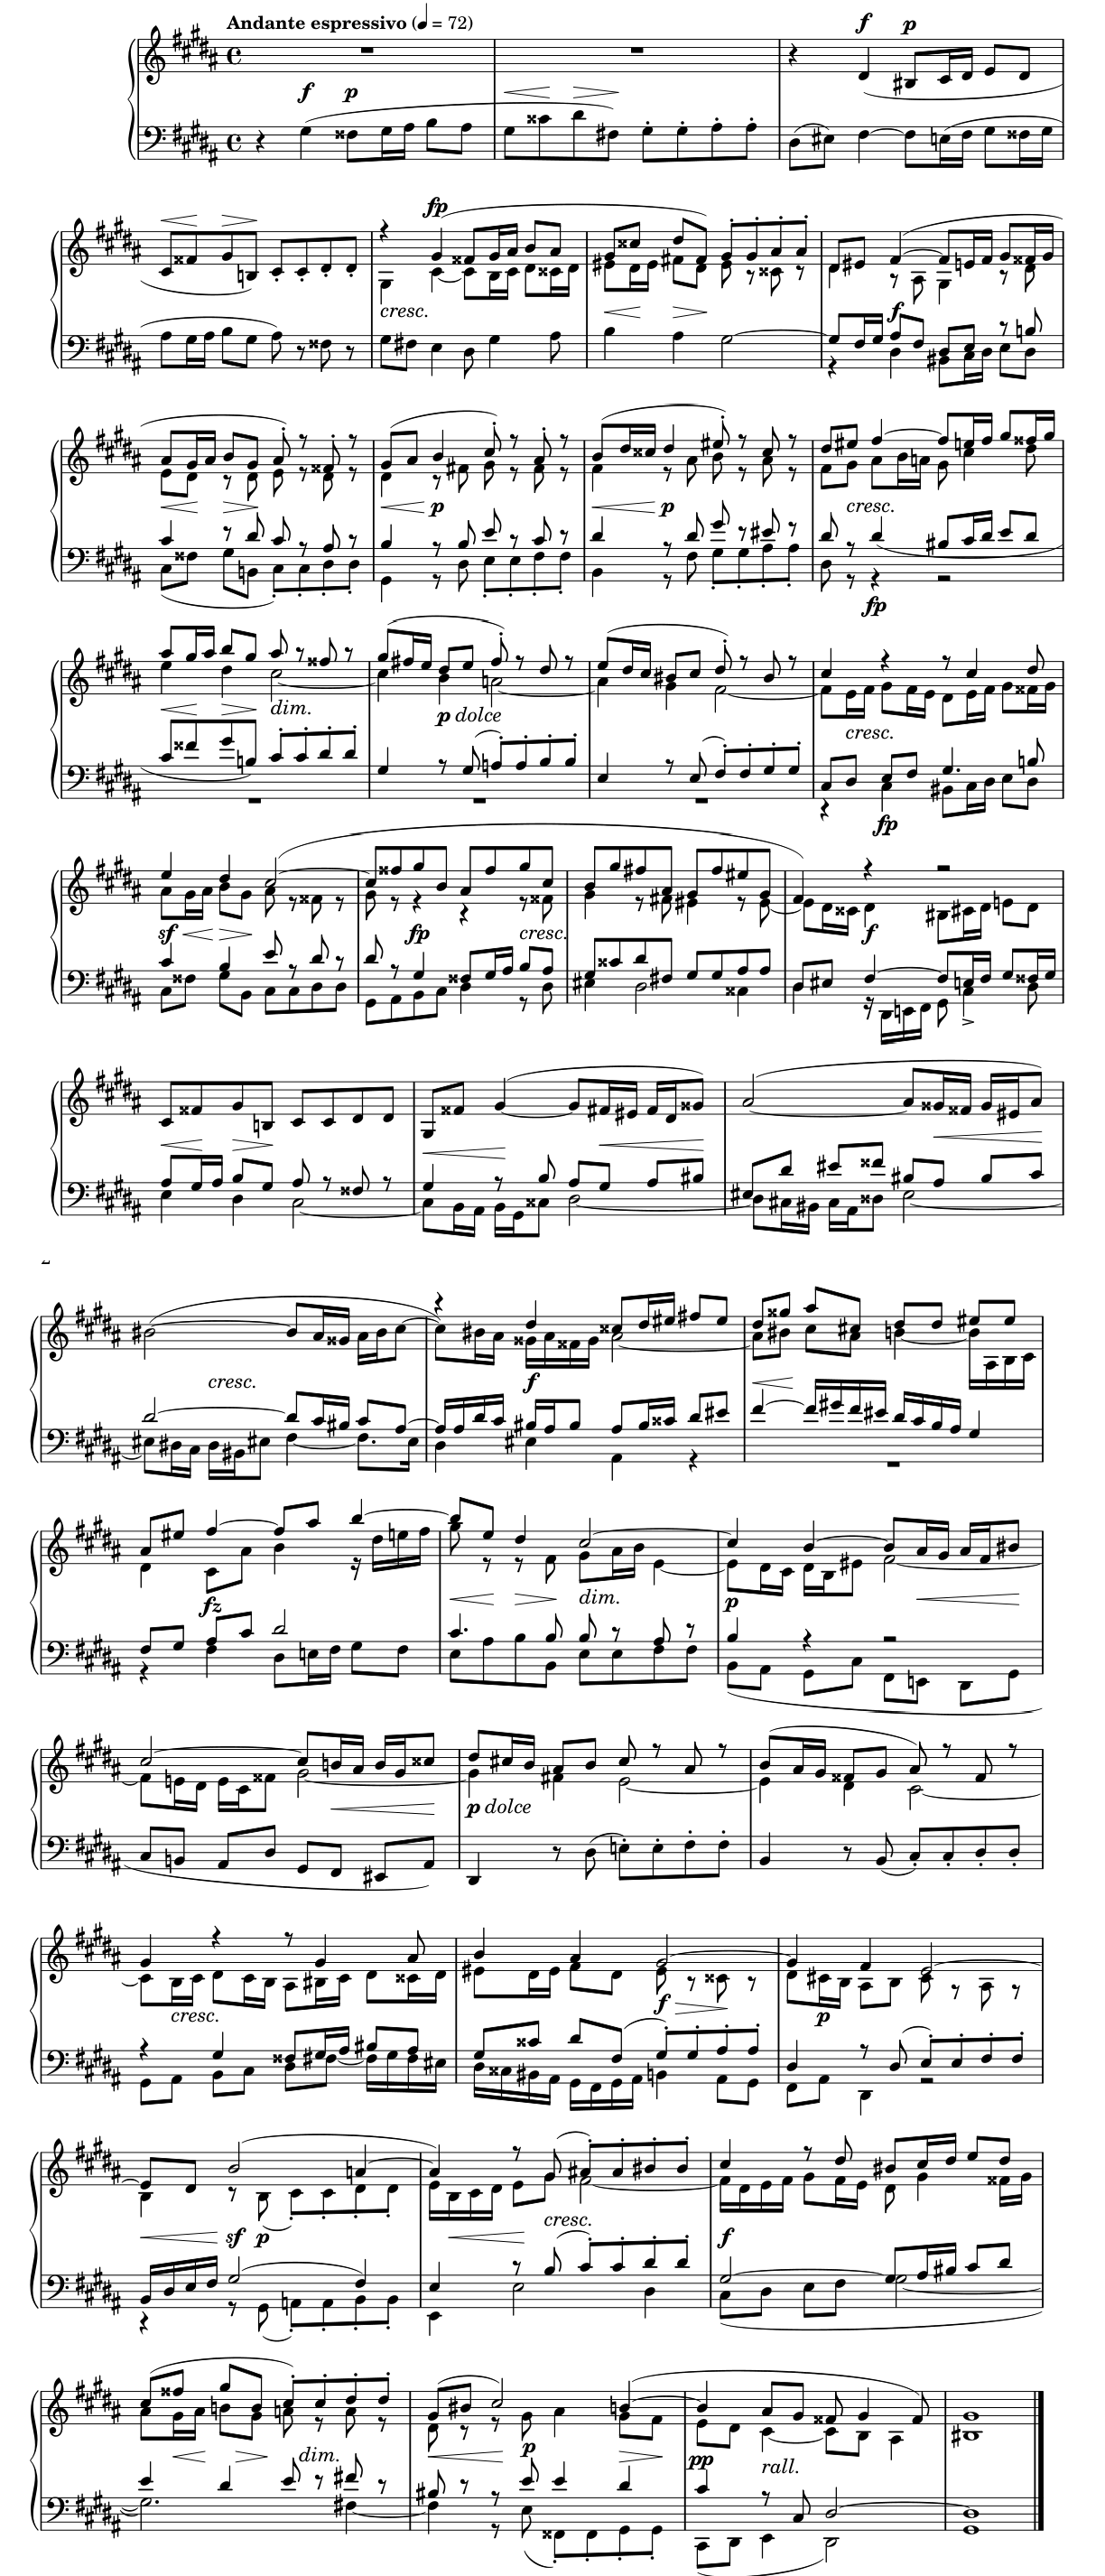 Andante espressivo (♩ = 72)
f p
f p
fp
cresc.
f
p p
cresc.
fp
dim. p dolce
cresc.
fp
sf fp cresc.
f
cresc. f
fz dim. p
p dolce
cresc. f
p
sf p cresc. f
dim. p pp rall.